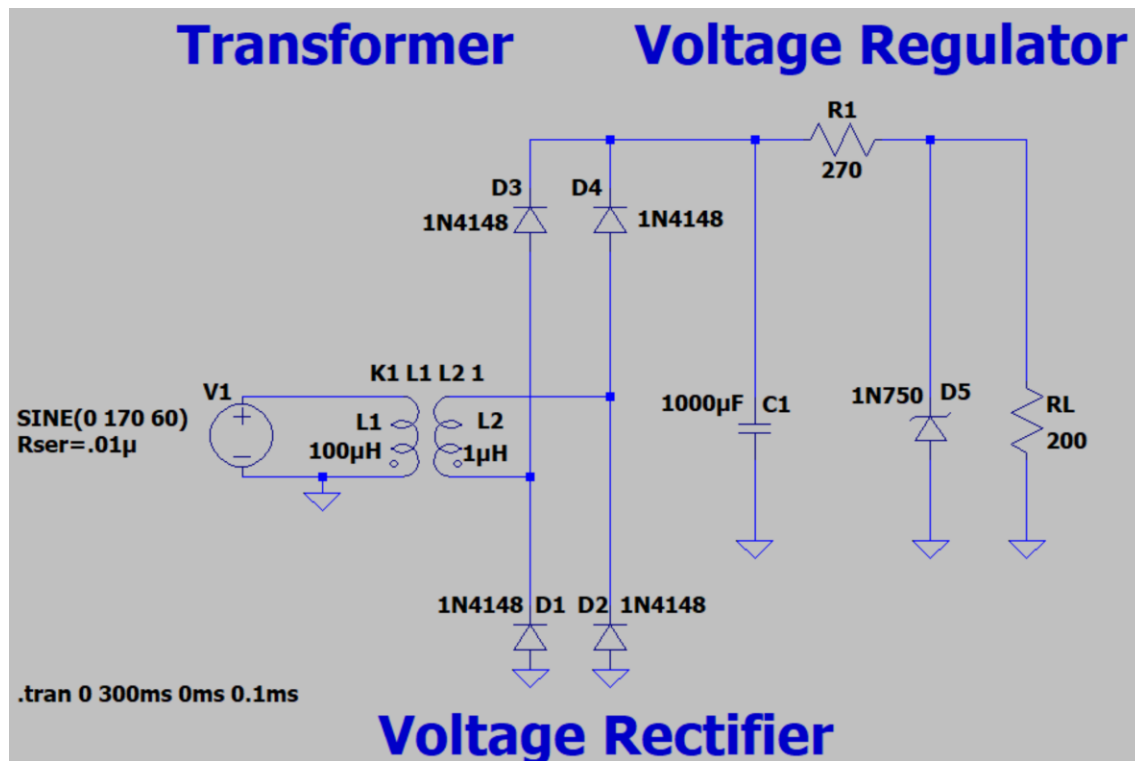 Transformer
Voltage Regulator
R1
270
D3
D4
1N4148
1N4148
K1 L1 L2 1
V1
SINE(0 170 60)
Rser=.01µ
L1
100µH
L2
1µH
1000µF
C1
1N750
D5
RL
200
1N4148
D1
D2
1N4148
.tran 0 300ms 0ms 0.1ms
Voltage Rectifier